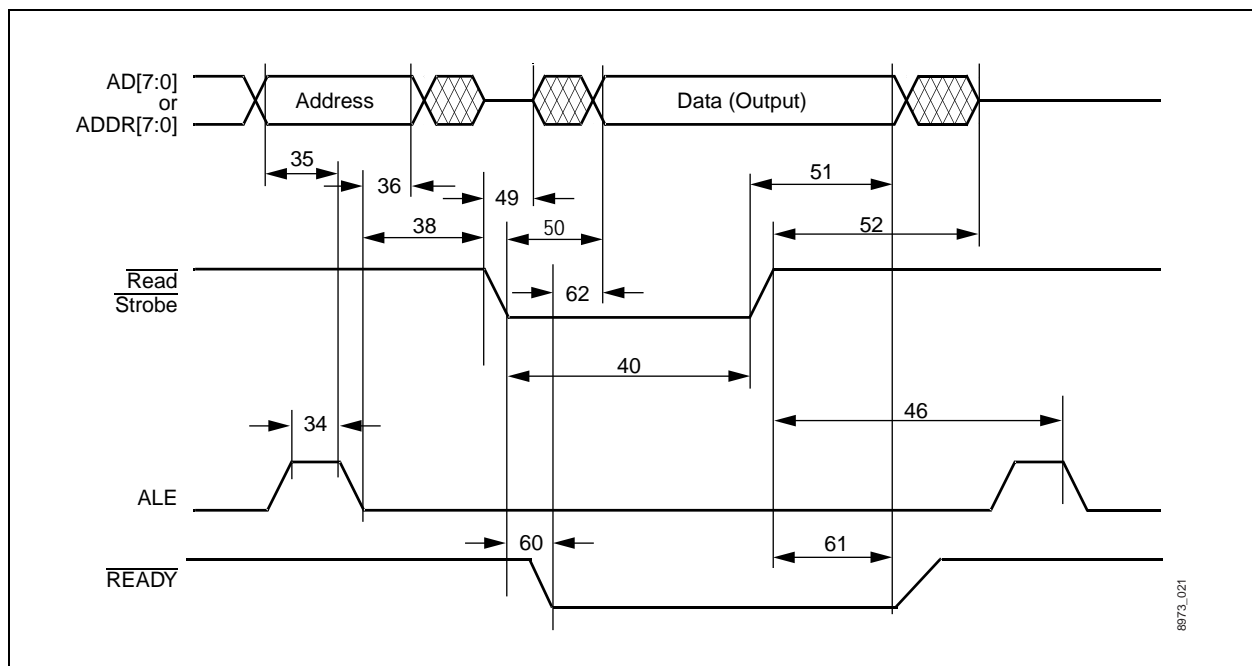 AD[7:0]
or
ADDR[7:0]
Address
Data (Output)
35
36
49
51
38
50
52
Read
Strobe
62
40
46
34
ALE
60
61
READY
8973_021